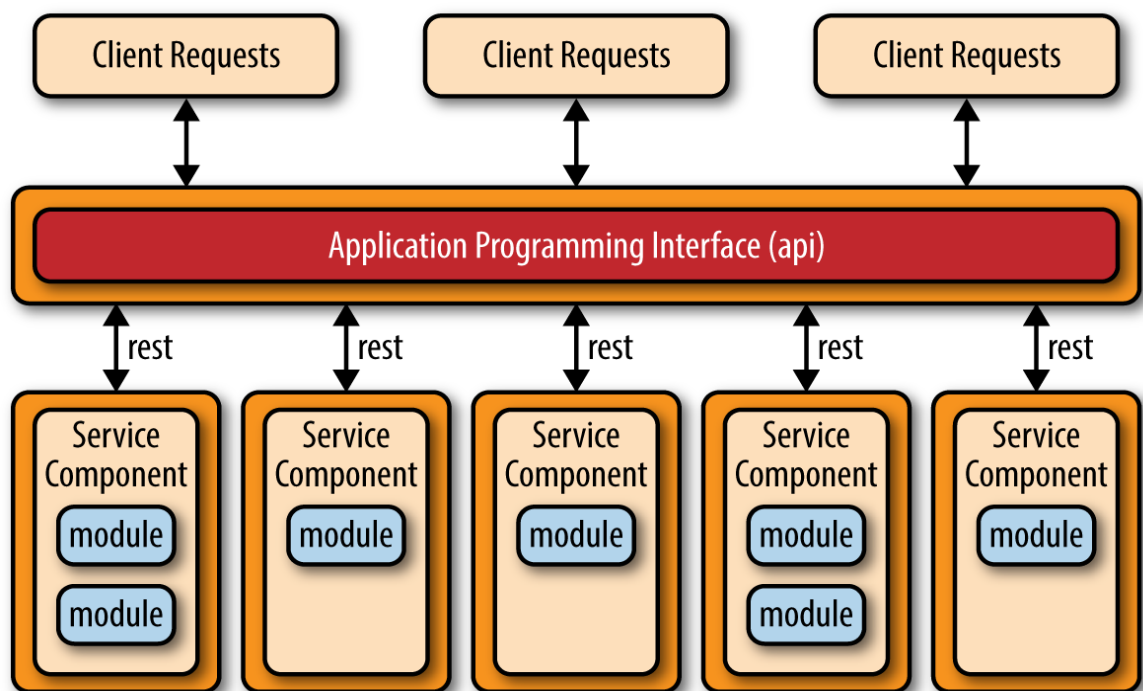 Client Requests
Client Requests
Client Requests
Application Programming Interface (api)
rest
rest
rest
rest
rest
Service
Component
module
module
Service
Component
module
Service
Component
module
Service
Component
module
module
Service
Component
module